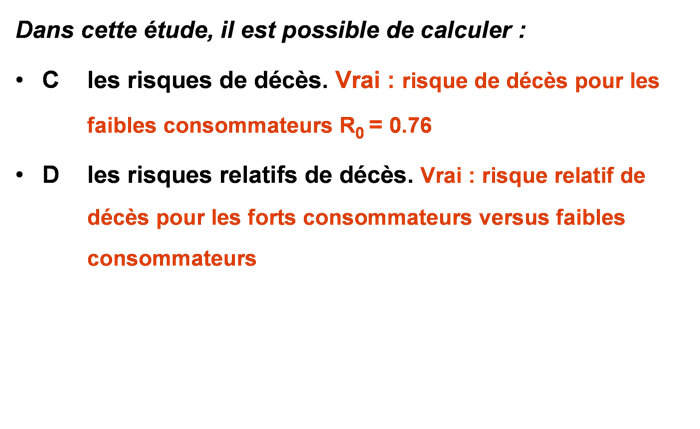 Dans cette étude, il est possible de calculer :
• C les risques de décès. Vrai : risque de décès pour les
faibles consommateurs R0 = 0.76
• D les risques relatifs de décès. Vrai : risque relatif de
décès pour les forts consommateurs versus faibles
consommateurs